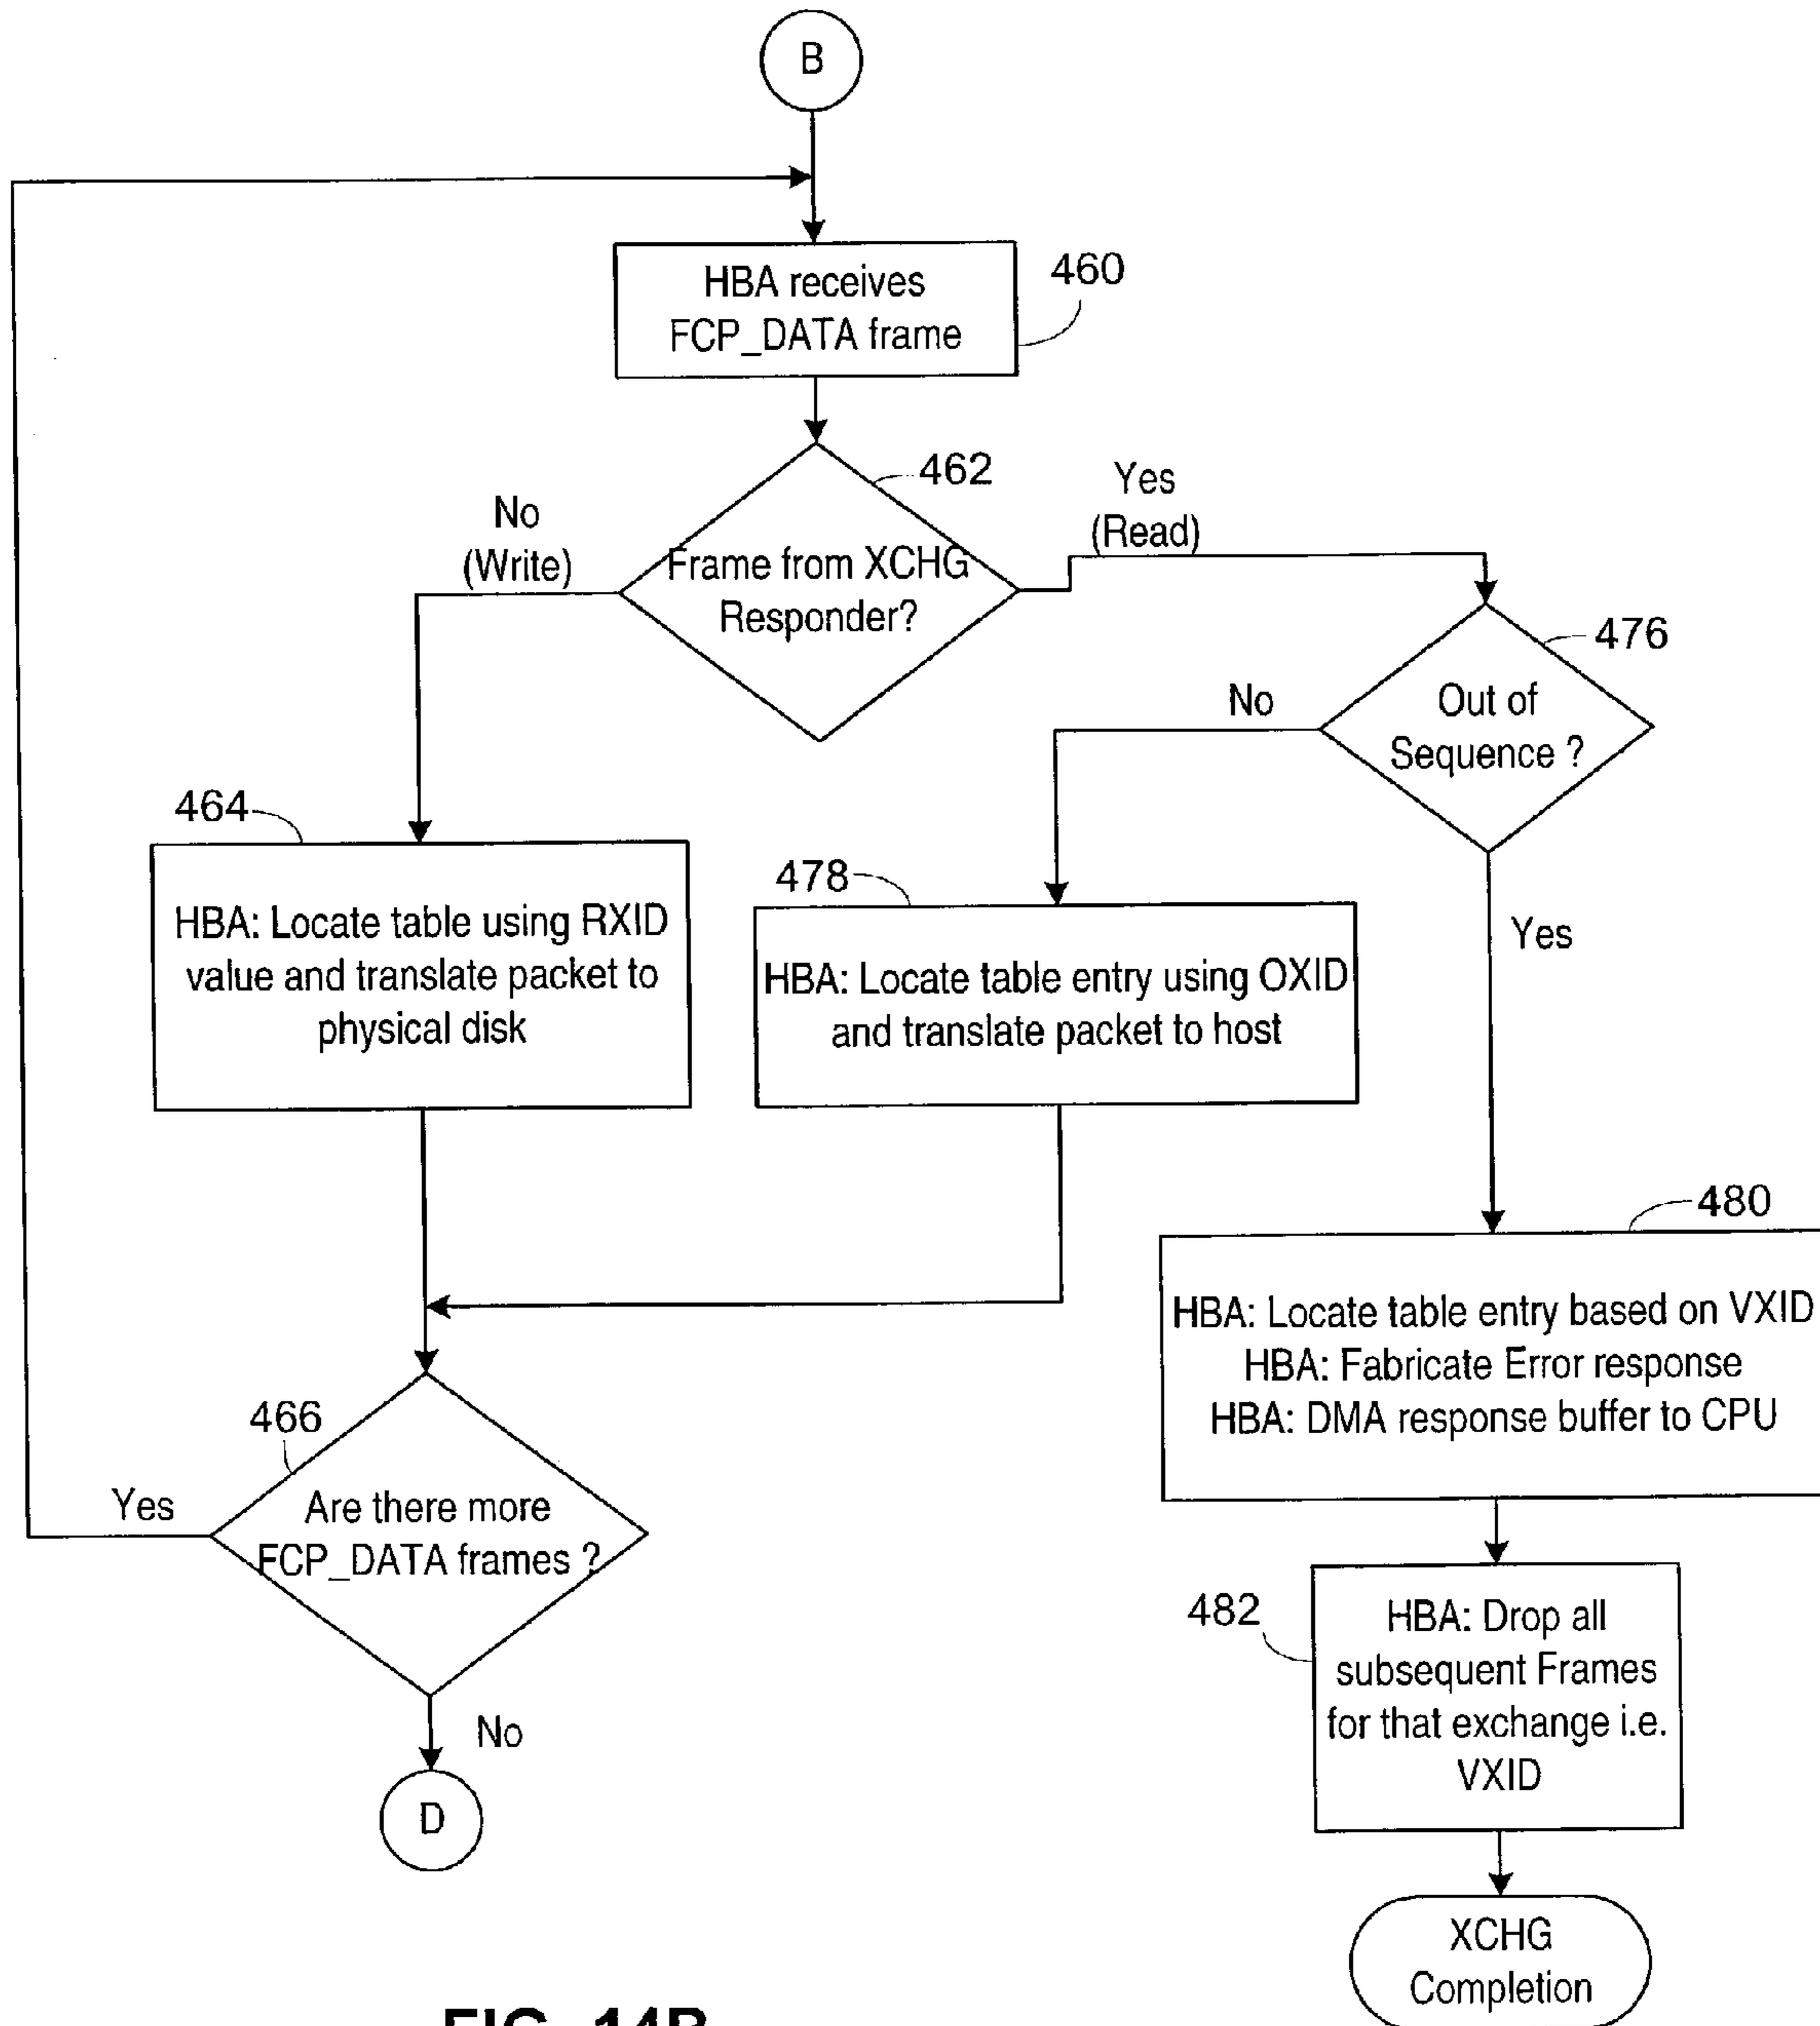 B
HBA receives
FCP_DATA frame
460
462
Frame from XCHG
Responder?
No
(Write)
Yes
(Read)
476
Out of
Sequence ?
No
Yes
464
HBA: Locate table using RXID
value and translate packet to
physical disk
478
HBA: Locate table entry using OXID
and translate packet to host
480
HBA: Locate table entry based on VXID
HBA: Fabricate Error response
HBA: DMA response buffer to CPU
466
Are there more
FCP_DATA frames ?
Yes
No
D
482
HBA: Drop all
subsequent Frames
for that exchange i.e.
VXID
XCHG
Completion
FIG. 14B